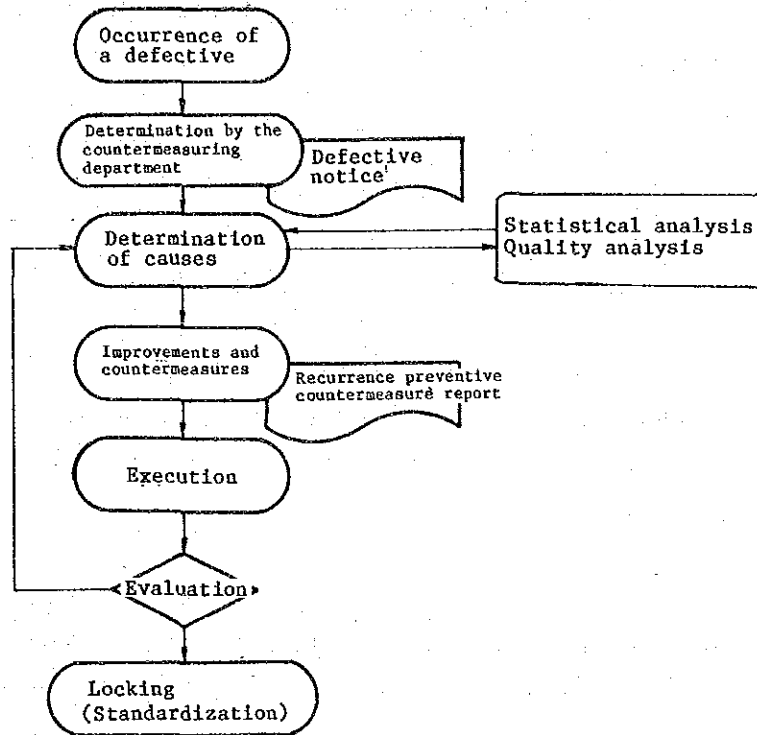 Occurrence of
a defective
Determination by the
countermeasuring
department
Defective
notice
Determination
of causes
Statistical analysis
Quality analysis
Improvements and
countermeasures
Recurrence preventive
countermeasure report
Execution
Evaluation
Locking
(Standardization)